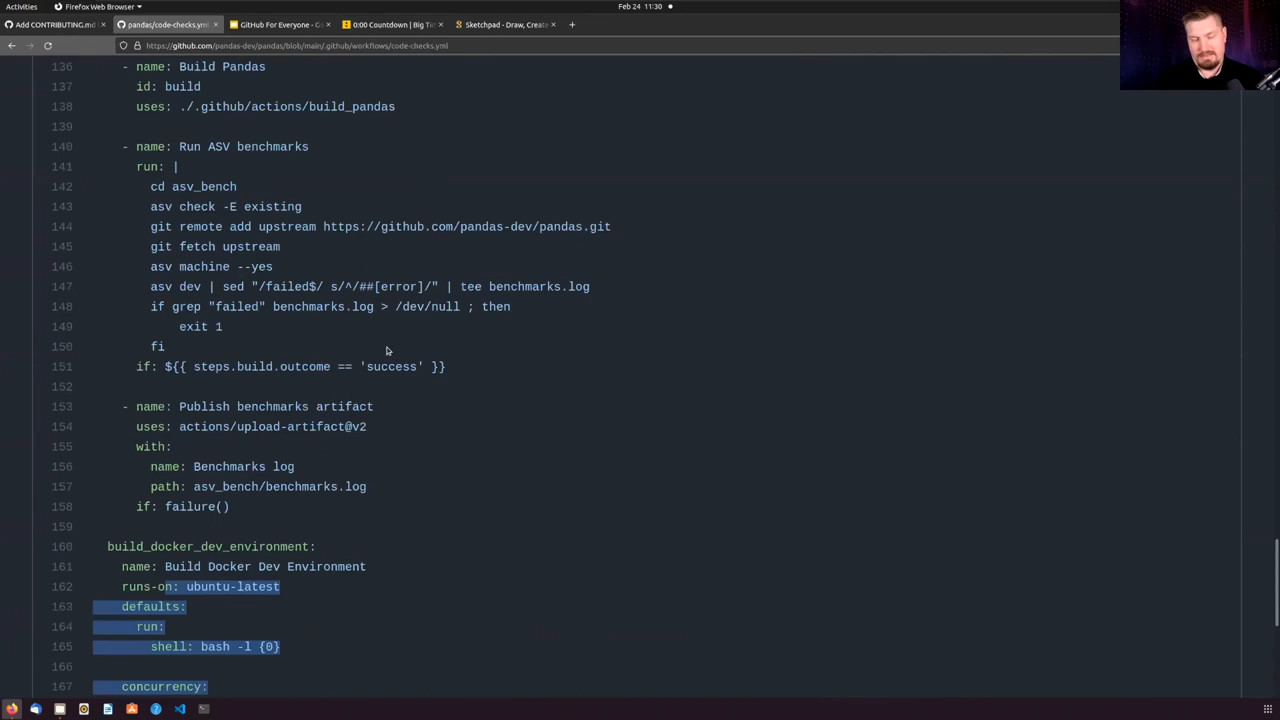 Activities
Firefox Web Browser
Feb 24 11:30
Add CONTRIBUTING.md
pandas/code-checks.yml
GitHub For Everyone - G
0:00 Countdown | Big Ti
Sketchpad - Draw, Create
https://github.com/pandas-dev/pandas/blob/main/.github/workflows/code-checks.yml
136 - name: Build Pandas
137 id: build
138 uses: ./.github/actions/build_pandas
139
140 - name: Run ASV benchmarks
141 run: |
142 cd asv_bench
143 asv check -E existing
144 git remote add upstream https://github.com/pandas-dev/pandas.git
145 git fetch upstream
146 asv machine --yes
147 asv dev | sed "/failed$/ s/^/##[error]/" | tee benchmarks.log
148 if grep "failed" benchmarks.log > /dev/null ; then
149 exit 1
150 fi
151 if: ${{ steps.build.outcome == 'success' }}
152
153 - name: Publish benchmarks artifact
154 uses: actions/upload-artifact@v2
155 with:
156 name: Benchmarks log
157 path: asv_bench/benchmarks.log
158 if: failure()
159
160 build_docker_dev_environment:
161 name: Build Docker Dev Environment
162 runs-on: ubuntu-latest
163 defaults:
164 run:
165 shell: bash -l {0}
166
167 concurrency: